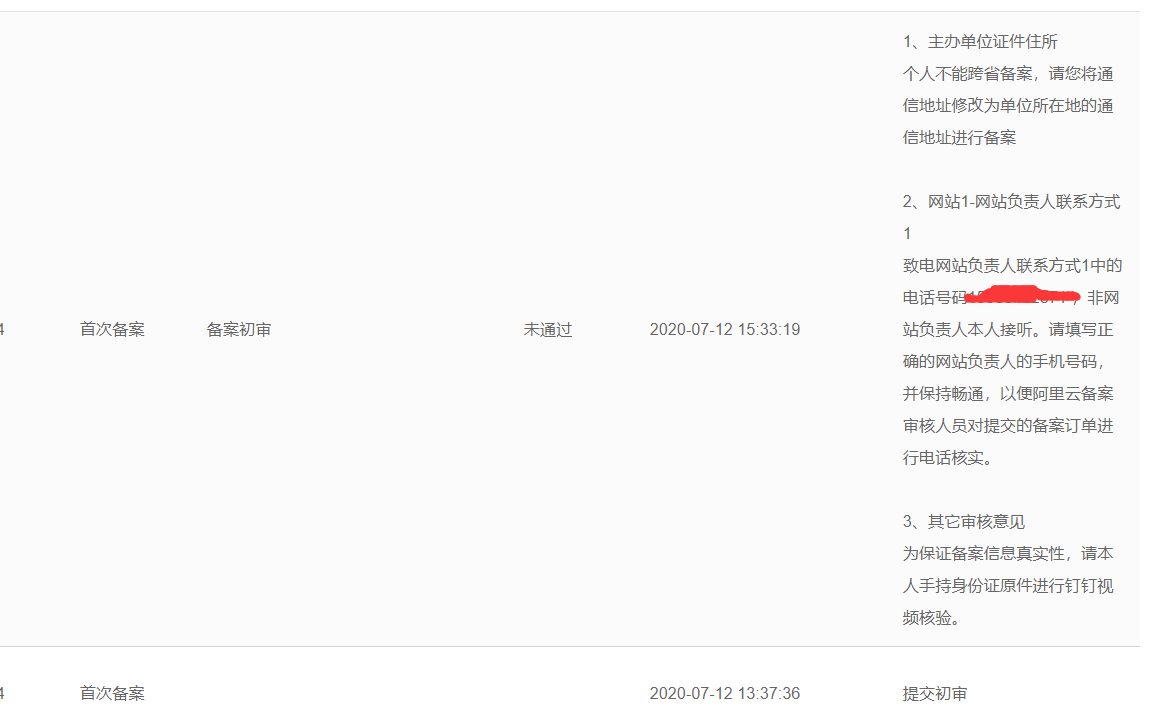 1、主办单位证件住所
个人不能跨省备案，请您将通
信地址修改为单位所在地的通
信地址进行备案
2、网站1-网站负责人联系方式
1
致电网站负责人联系方式1中的
电话号码，非网
站负责人本人接听。请填写正
确的网站负责人的手机号码，
并保持畅通，以便阿里云备案
审核人员对提交的备案订单进
行电话核实。
3、其它审核意见
为保证备案信息真实性，请本
人手持身份证原件进行钉钉视
频核验。
4 首次备案 备案初审 未通过 2020-07-12 15:33:19
4 首次备案 2020-07-12 13:37:36 提交初审